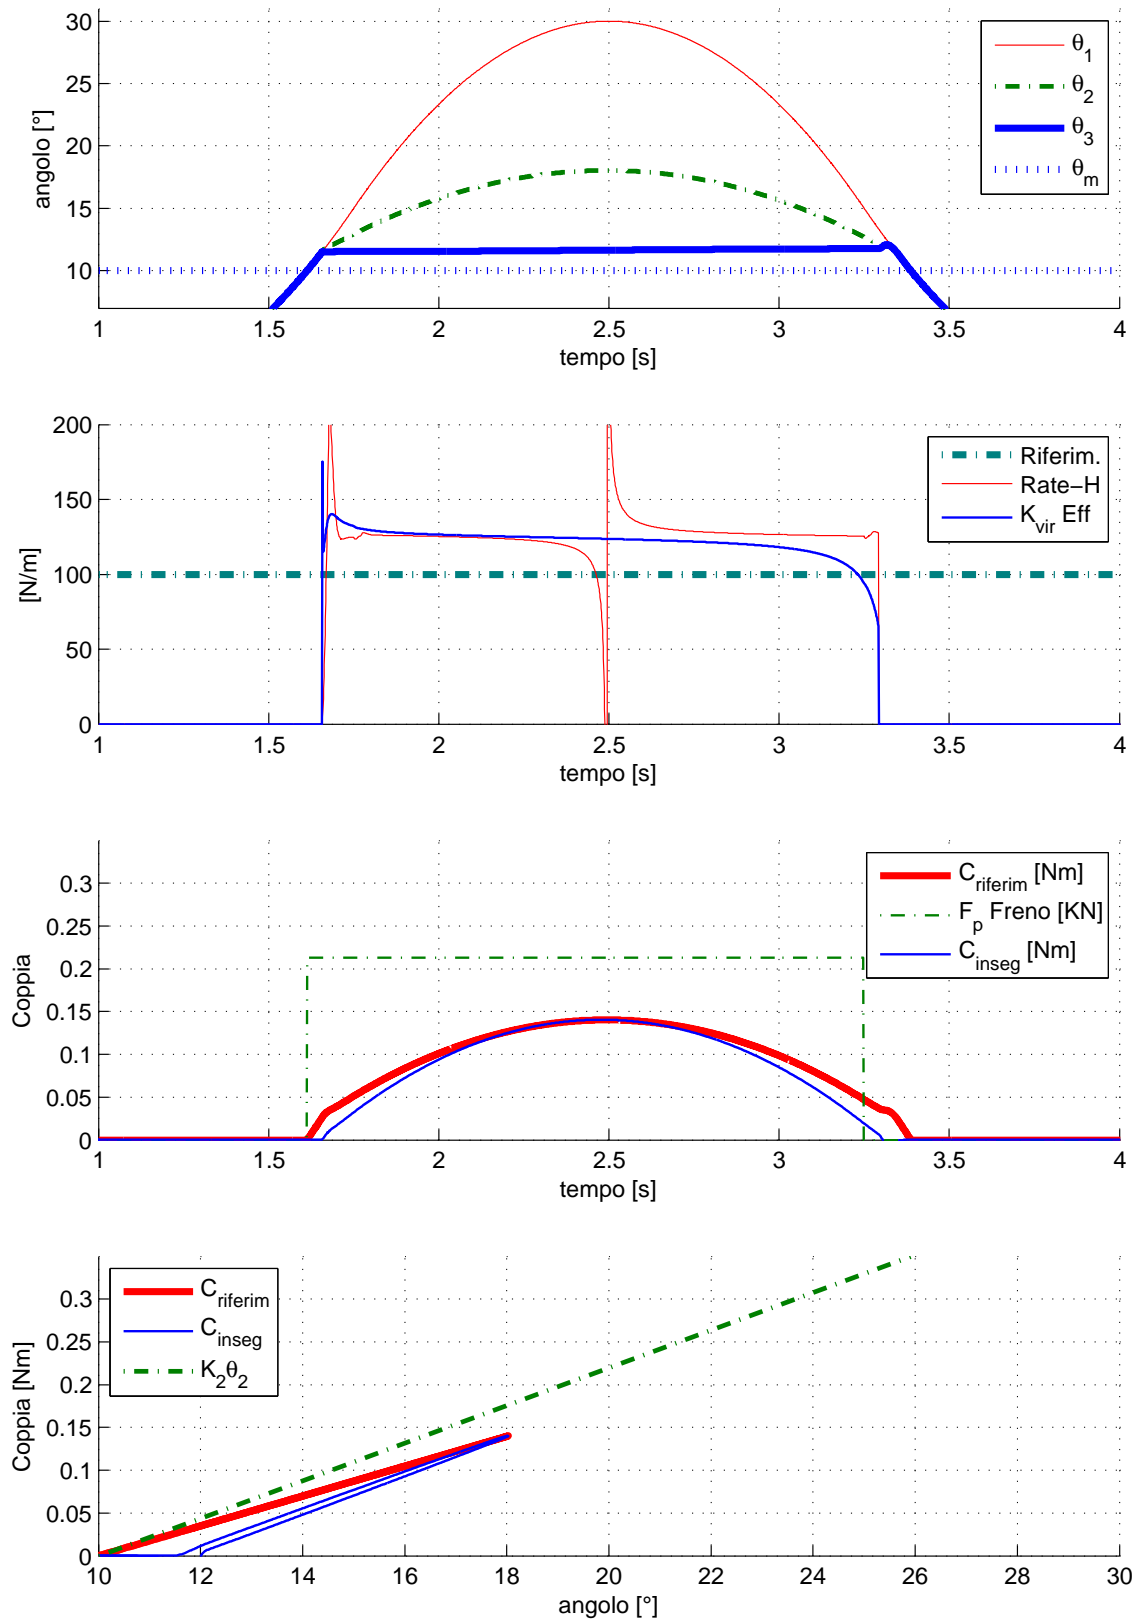 30
25
20
15
10
angolo [°]
θ1
θ2
θ3
θm
1 1.5 2 2.5 3 3.5 4
tempo [s]
200
150
100
50
0
[N/m]
Riferim.
Rate-H
Kvir Eff
1 1.5 2 2.5 3 3.5 4
tempo [s]
0.3
0.25
0.2
0.15
0.1
0.05
0
Coppia
Criferim [Nm]
Fp Freno [KN]
Cinseg [Nm]
1 1.5 2 2.5 3 3.5 4
tempo [s]
0.3
0.25
0.2
0.15
0.1
0.05
0
Coppia [Nm]
Criferim
Cinseg
K2θ2
10 12 14 16 18 20 22 24 26 28 30
angolo [°]